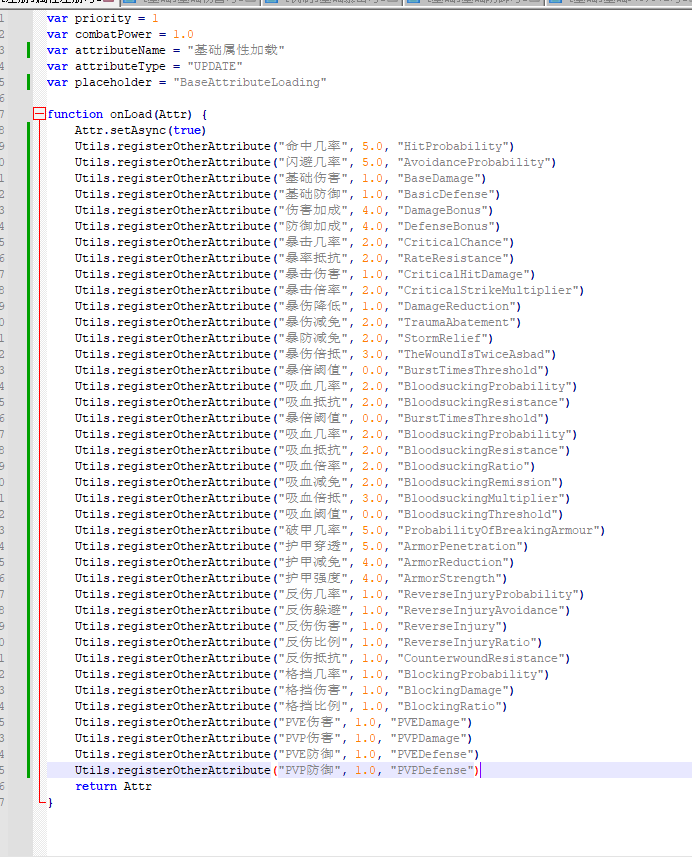 var priority = 1
var combatPower = 1.0
var attributeName = "基础属性加载"
var attributeType = "UPDATE"
var placeholder = "BaseAttributeLoading"
function onLoad(Attr) {
Attr.setAsync(true)
Utils.registerOtherAttribute("命中几率", 5.0, "HitProbability")
Utils.registerOtherAttribute("闪避几率", 5.0, "AvoidanceProbability")
Utils.registerOtherAttribute("基础伤害", 1.0, "BaseDamage")
Utils.registerOtherAttribute("基础防御", 1.0, "BasicDefense")
Utils.registerOtherAttribute("伤害加成", 4.0, "DamageBonus")
Utils.registerOtherAttribute("防御加成", 4.0, "DefenseBonus")
Utils.registerOtherAttribute("暴击几率", 2.0, "CriticalChance")
Utils.registerOtherAttribute("暴率抵抗", 2.0, "RateResistance")
Utils.registerOtherAttribute("暴击伤害", 1.0, "CriticalHitDamage")
Utils.registerOtherAttribute("暴击倍率", 2.0, "CriticalStrikeMultiplier")
Utils.registerOtherAttribute("暴伤降低", 1.0, "DamageReduction")
Utils.registerOtherAttribute("暴伤减免", 2.0, "TraumaAbatement")
Utils.registerOtherAttribute("暴防减免", 2.0, "StormRelief")
Utils.registerOtherAttribute("暴伤倍抵", 3.0, "TheWoundIsTwiceAsbad")
Utils.registerOtherAttribute("暴倍阈值", 0.0, "BurstTimesThreshold")
Utils.registerOtherAttribute("吸血几率", 2.0, "BloodsuckingProbability")
Utils.registerOtherAttribute("吸血抵抗", 2.0, "BloodsuckingResistance")
Utils.registerOtherAttribute("暴倍阈值", 0.0, "BurstTimesThreshold")
Utils.registerOtherAttribute("吸血几率", 2.0, "BloodsuckingProbability")
Utils.registerOtherAttribute("吸血抵抗", 2.0, "BloodsuckingResistance")
Utils.registerOtherAttribute("吸血倍率", 2.0, "BloodsuckingRatio")
Utils.registerOtherAttribute("吸血减免", 2.0, "BloodsuckingRemission")
Utils.registerOtherAttribute("吸血倍抵", 3.0, "BloodsuckingMultiplier")
Utils.registerOtherAttribute("吸血阈值", 0.0, "BloodsuckingThreshold")
Utils.registerOtherAttribute("破甲几率", 5.0, "ProbabilityOfBreakingArmour")
Utils.registerOtherAttribute("护甲穿透", 5.0, "ArmorPenetration")
Utils.registerOtherAttribute("护甲减免", 4.0, "ArmorReduction")
Utils.registerOtherAttribute("护甲强度", 4.0, "ArmorStrength")
Utils.registerOtherAttribute("反伤几率", 1.0, "ReverseInjuryProbability")
Utils.registerOtherAttribute("反伤躲避", 1.0, "ReverseInjuryAvoidance")
Utils.registerOtherAttribute("反伤伤害", 1.0, "ReverseInjury")
Utils.registerOtherAttribute("反伤比例", 1.0, "ReverseInjuryRatio")
Utils.registerOtherAttribute("反伤抵抗", 1.0, "CounterwoundResistance")
Utils.registerOtherAttribute("格挡几率", 1.0, "BlockingProbability")
Utils.registerOtherAttribute("格挡伤害", 1.0, "BlockingDamage")
Utils.registerOtherAttribute("格挡比例", 1.0, "BlockingRatio")
Utils.registerOtherAttribute("PVE伤害", 1.0, "PVEDamage")
Utils.registerOtherAttribute("PVP伤害", 1.0, "PVPDamage")
Utils.registerOtherAttribute("PVE防御", 1.0, "PVEDefense")
Utils.registerOtherAttribute("PVP防御", 1.0, "PVPDefense")
return Attr
}